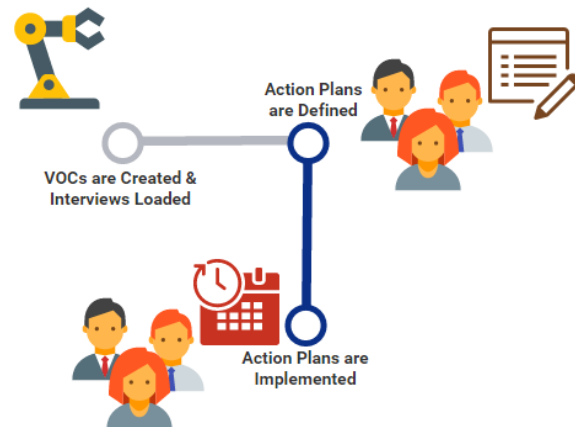 Action Plans
are Defined
VOCs are Created &
Interviews Loaded
Action Plans are
Implemented